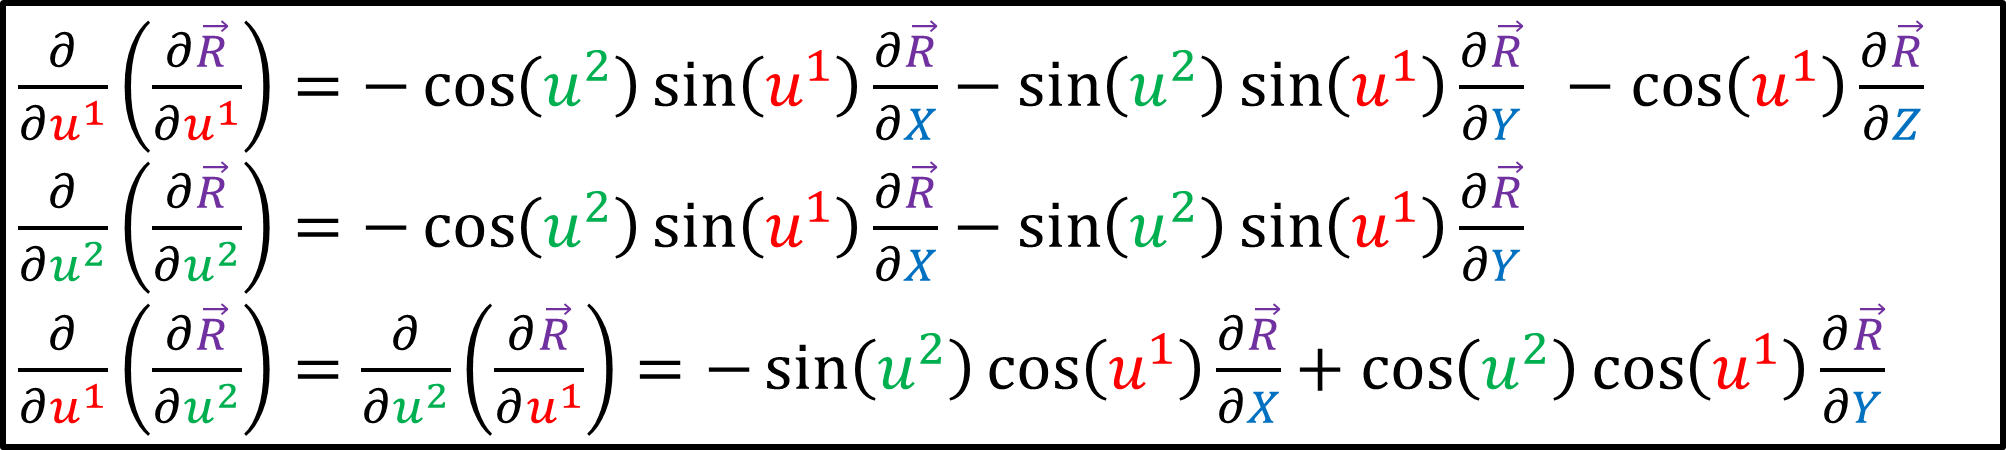 ∂/∂u¹ (∂R⃗/∂u¹) = − cos(u²) sin(u¹) ∂R⃗/∂X − sin(u²) sin(u¹) ∂R⃗/∂Y − cos(u¹) ∂R⃗/∂Z
∂/∂u² (∂R⃗/∂u²) = − cos(u²) sin(u¹) ∂R⃗/∂X − sin(u²) sin(u¹) ∂R⃗/∂Y
∂/∂u¹ (∂R⃗/∂u²) = ∂/∂u² (∂R⃗/∂u¹) = − sin(u²) cos(u¹) ∂R⃗/∂X + cos(u²) cos(u¹) ∂R⃗/∂Y